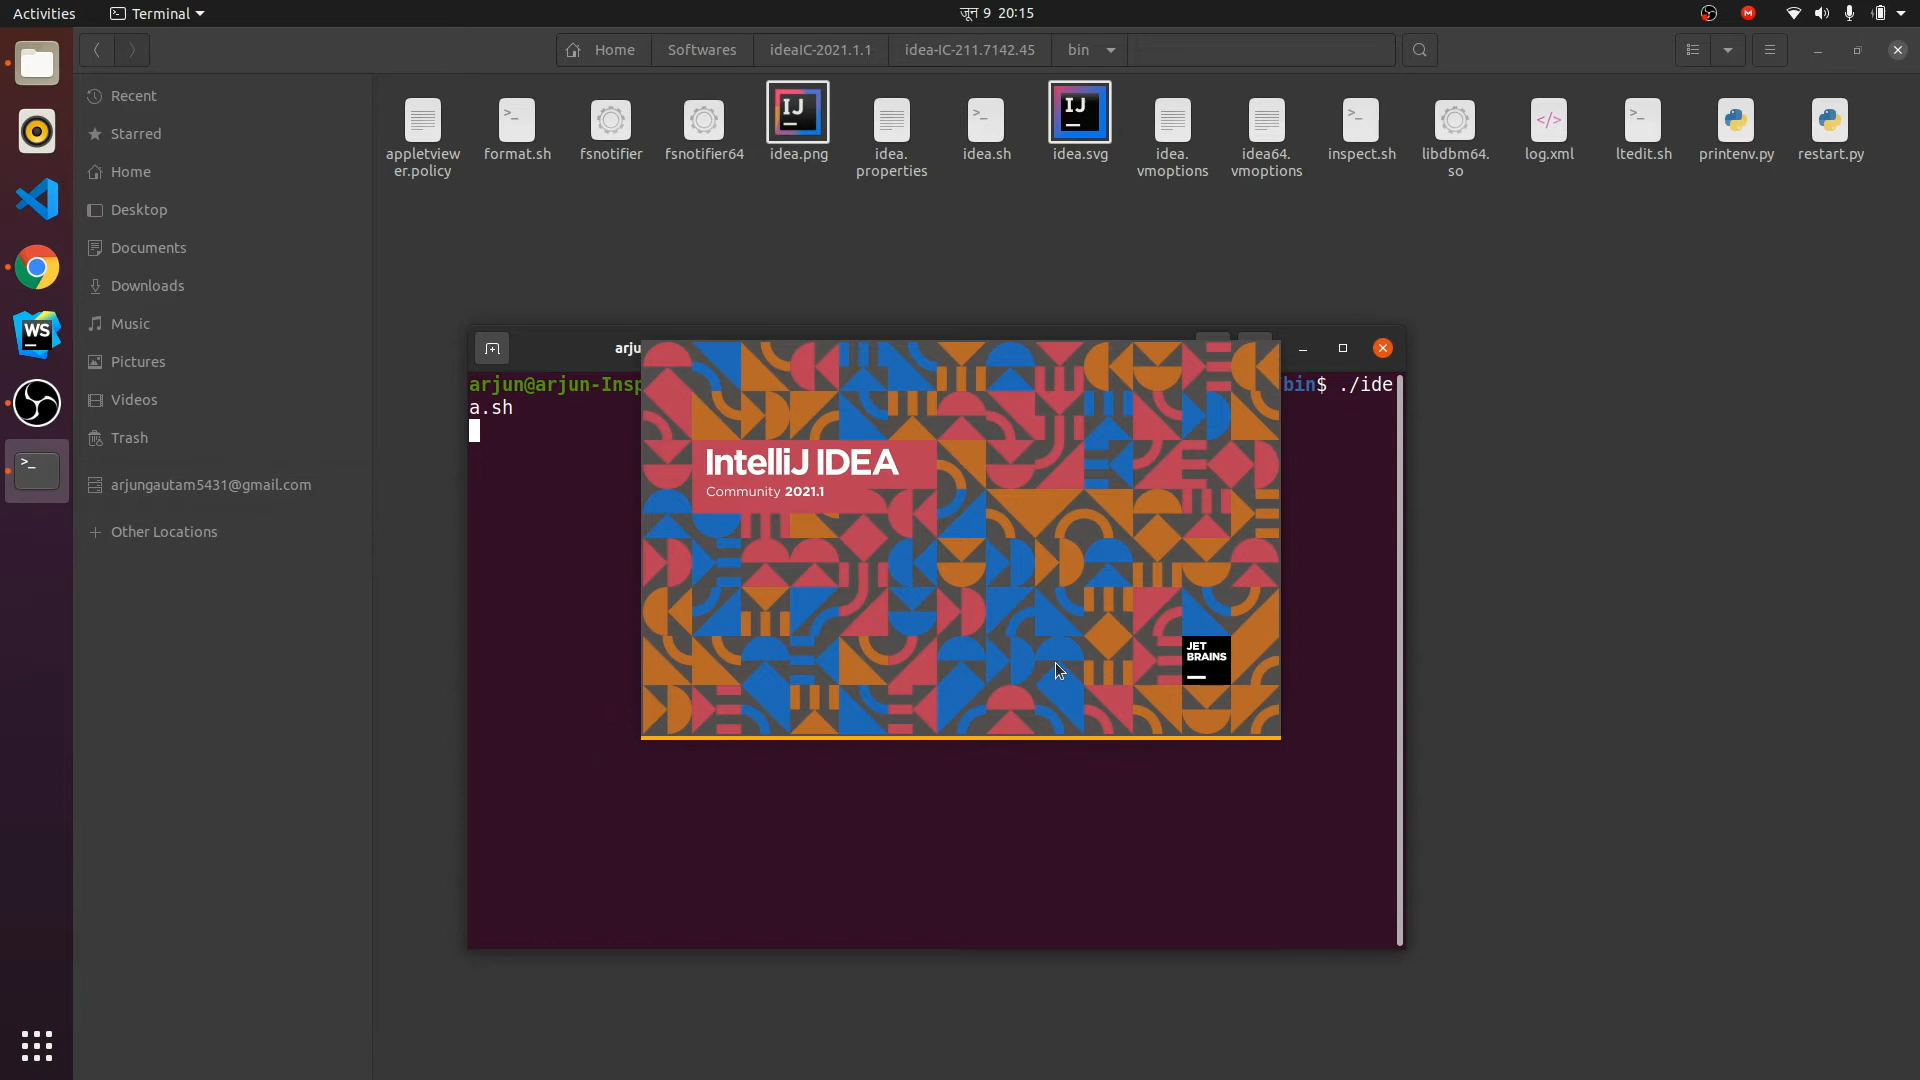 Activities
Terminal
जून 9 20:15
Home
Softwares
ideaIC-2021.1.1
idea-IC-211.7142.45
bin
Recent
Starred
Home
Desktop
Documents
Downloads
Music
Pictures
Videos
Trash
arjungautam5431@gmail.com
Other Locations
appletview
er.policy
format.sh
fsnotifier
fsnotifier64
IJ
idea.png
idea.
properties
idea.sh
IJ
idea.svg
idea.
vmoptions
idea64.
vmoptions
inspect.sh
libdbm64.
so
</>
log.xml
ltedit.sh
printenv.py
restart.py
WS
arju
arjun@arjun-Insp
bin$ ./ide
a.sh
IntelliJ IDEA
Community 2021.1
JET
BRAINS